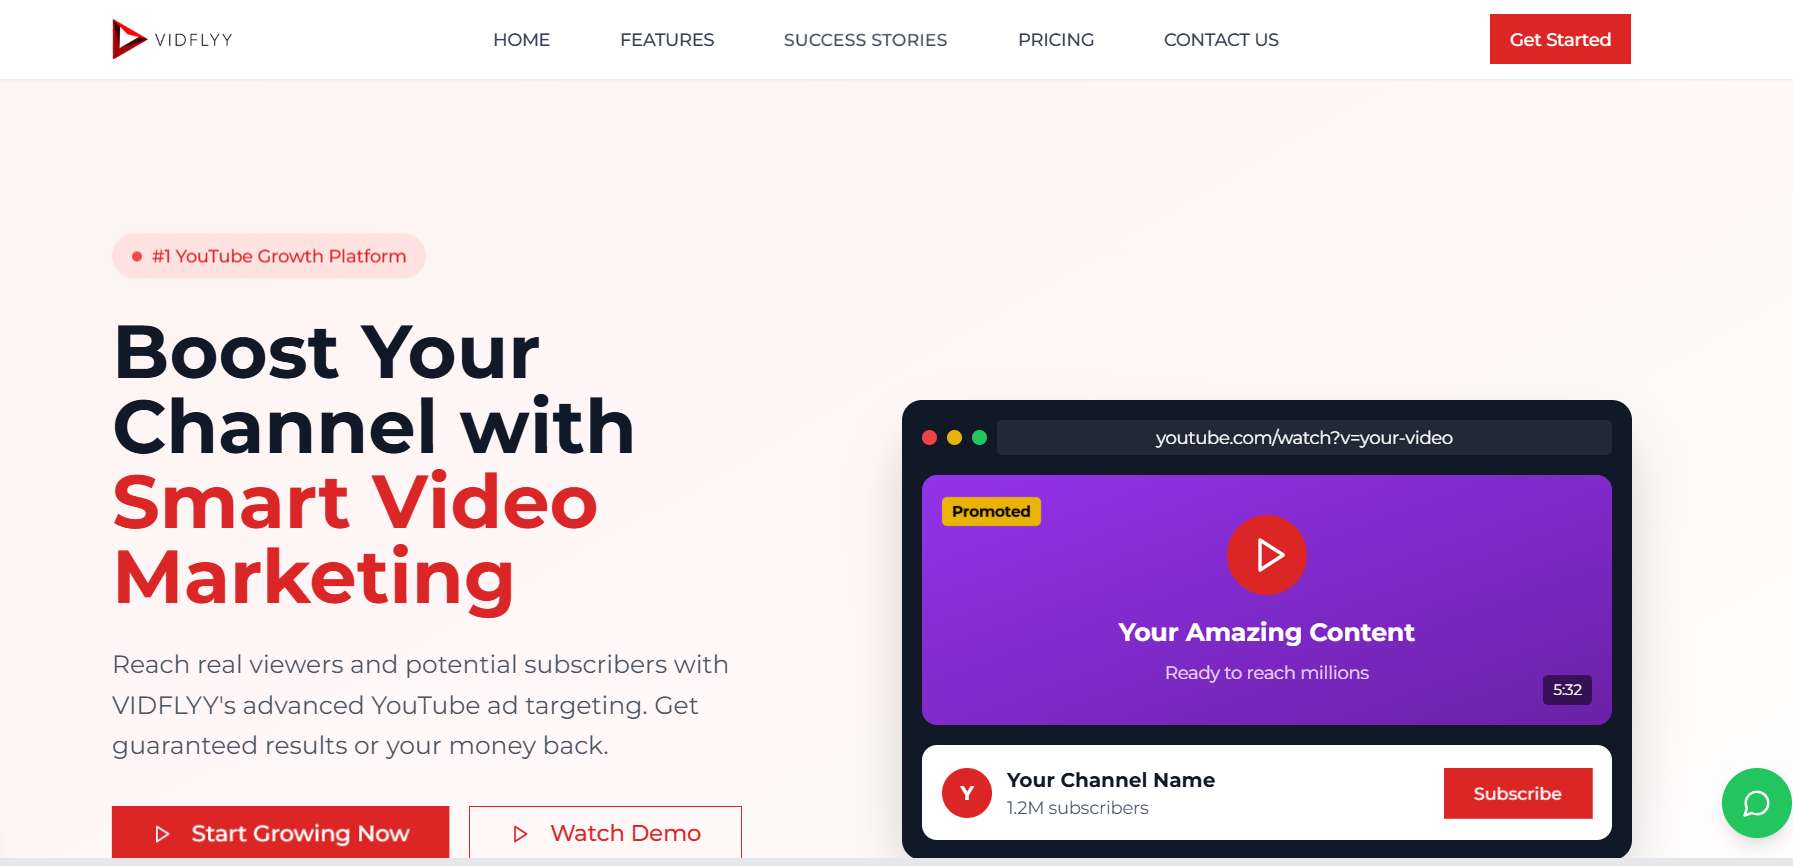 VIDFLYY
HOME
FEATURES
SUCCESS STORIES
PRICING
CONTACT US
Get Started
#1 YouTube Growth Platform
Boost Your
Channel with
Smart Video
Marketing
Reach real viewers and potential subscribers with
VIDFLYY's advanced YouTube ad targeting. Get
guaranteed results or your money back.
Start Growing Now
Watch Demo
youtube.com/watch?v=your-video
Promoted
Your Amazing Content
Ready to reach millions
5:32
Y
Your Channel Name
1.2M subscribers
Subscribe